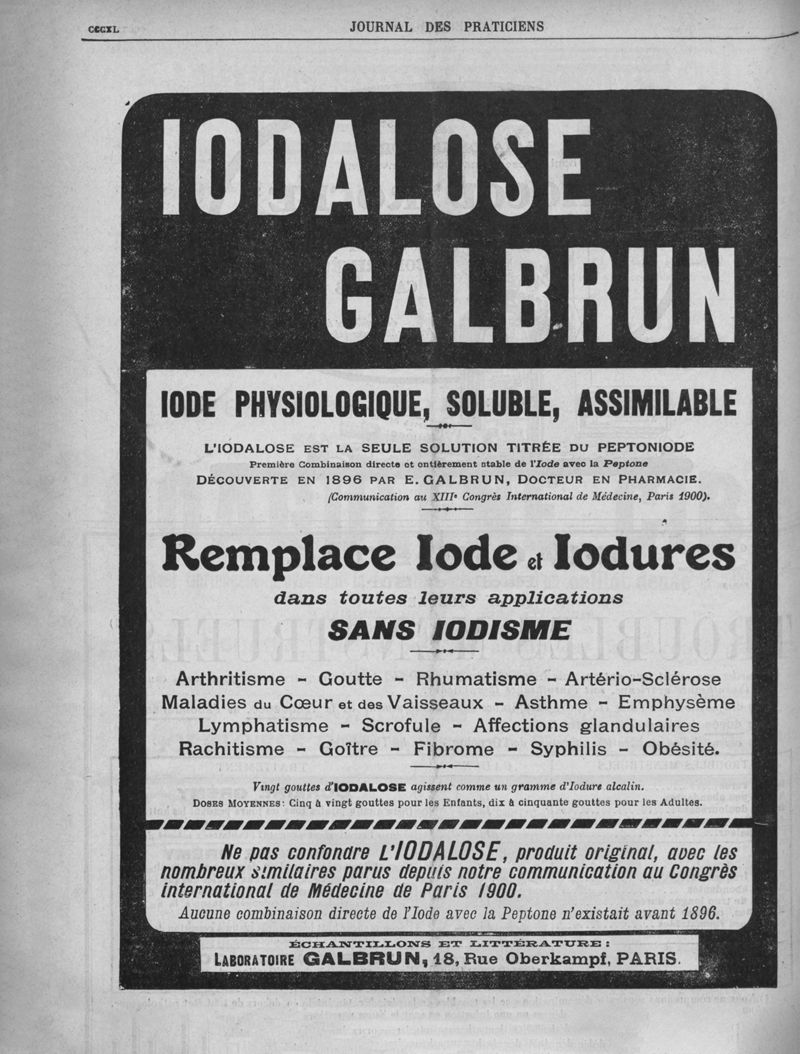 CCCXL
JOURNAL DES PRATICIENS
IODALOSE
GALBRUN
IODE PHYSIOLOGIQUE, SOLUBLE, ASSIMILABLE
L'IODALOSE EST LA SEULE SOLUTION TITRÉE DU PEPTONIODE
Première Combinaison directe et entièrement stable de l'Iode avec la Peptone
DÉCOUVERTE EN 1896 PAR E. GALBRUN, DOCTEUR EN PHARMACIE.
(Communication au XIIIe Congrès International de Médecine, Paris 1900).
Remplace Iode et Iodures
dans toutes leurs applications
SANS IODISME
Arthritisme - Goutte - Rhumatisme - Artério-Sclérose
Maladies du Cœur et des Vaisseaux - Asthme - Emphysème
Lymphatisme - Scrofule - Affections glandulaires
Rachitisme - Goître - Fibrome - Syphilis - Obésité.
Vingt gouttes d'IODALOSE agissent comme un gramme d'Iodure alcalin.
DOSES MOYENNES: Cinq à vingt gouttes pour les Enfants, dix à cinquante gouttes pour les Adultes.
Ne pas confondre L'IODALOSE, produit original, avec les
nombreux similaires parus depuis notre communication au Congrès
international de Médecine de Paris 1900.
Aucune combinaison directe de l'Iode avec la Peptone n'existait avant 1896.
ÉCHANTILLONS ET LITTÉRATURE:
LABORATOIRE GALBRUN, 18, Rue Oberkampf, PARIS.